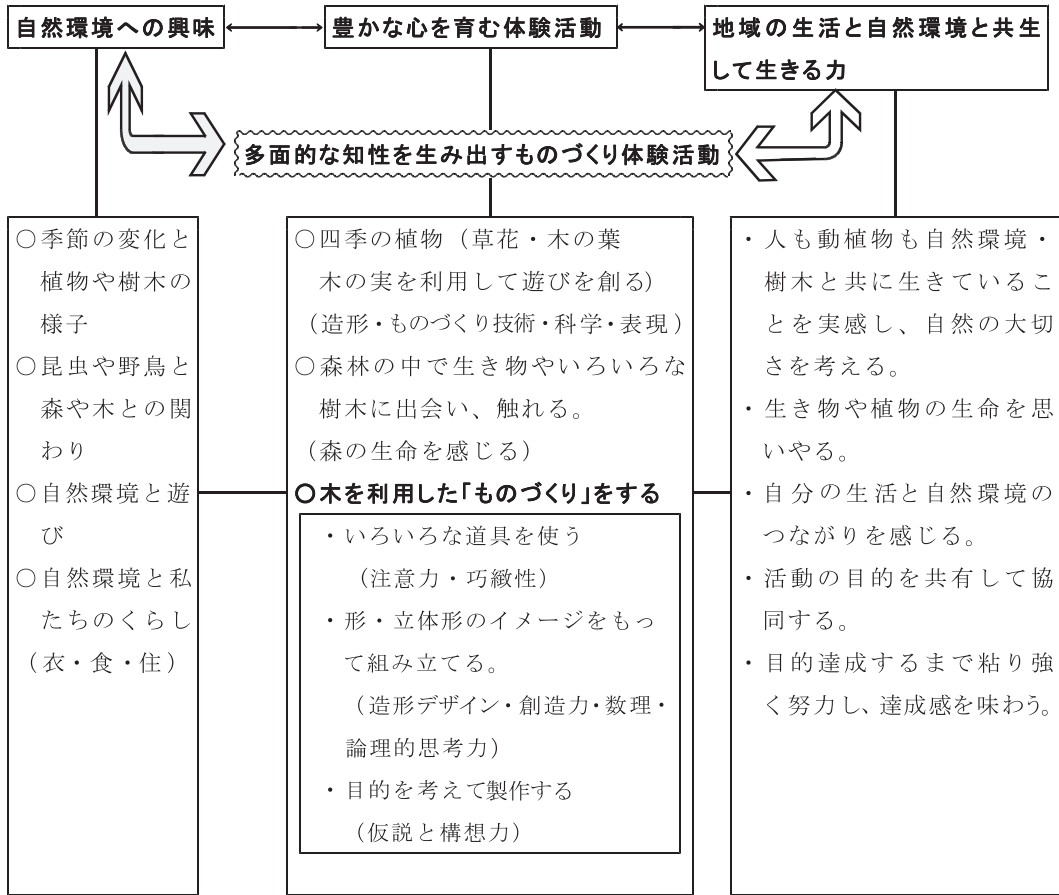 自然環境への興味
豊かな心を育む体験活動
地域の生活と自然環境と共生
して生きる力
多面的な知性を生み出すものづくり体験活動
○季節の変化と
植物や樹木の
様子
○昆虫や野鳥と
森や木との関
わり
○自然環境と遊
び
○自然環境と私
たちのくらし
（衣・食・住）
○四季の植物（草花・木の葉
木の実を利用して遊びを創る）
（造形・ものづくり技術・科学・表現）
○森林の中で生き物やいろいろな
樹木に出会い、触れる。
（森の生命を感じる）
○木を利用した「ものづくり」をする
・いろいろな道具を使う
（注意力・巧緻性）
・形・立体形のイメージをもっ
て組み立てる。
（造形デザイン・創造力・数理・
論理的思考力）
・目的を考えて製作する
（仮説と構想力）
・人も動植物も自然環境・
樹木と共に生きているこ
とを実感し、自然の大切
さを考える。
・生き物や植物の生命を思
いやる。
・自分の生活と自然環境の
つながりを感じる。
・活動の目的を共有して協
同する。
・目的達成するまで粘り強
く努力し、達成感を味わう。